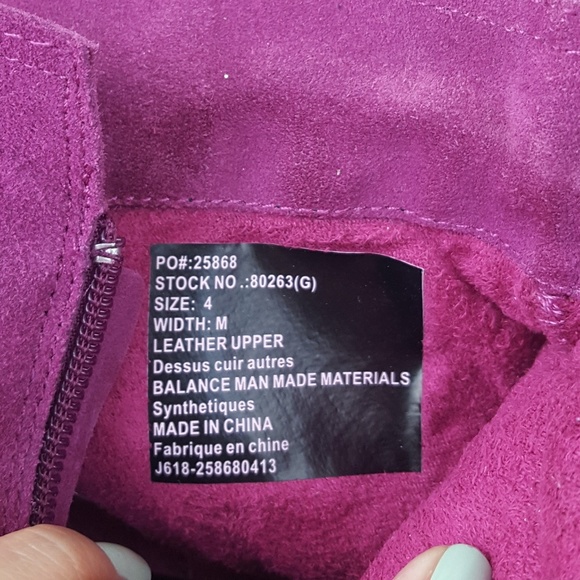 PO#:25868
STOCK NO .:80263(G)
SIZE: 4
WIDTH: M
LEATHER UPPER
Dessus cuir autres
BALANCE MAN MADE MATERIALS
Synthetiques
MADE IN CHINA
Fabrique en chine
J618-258680413